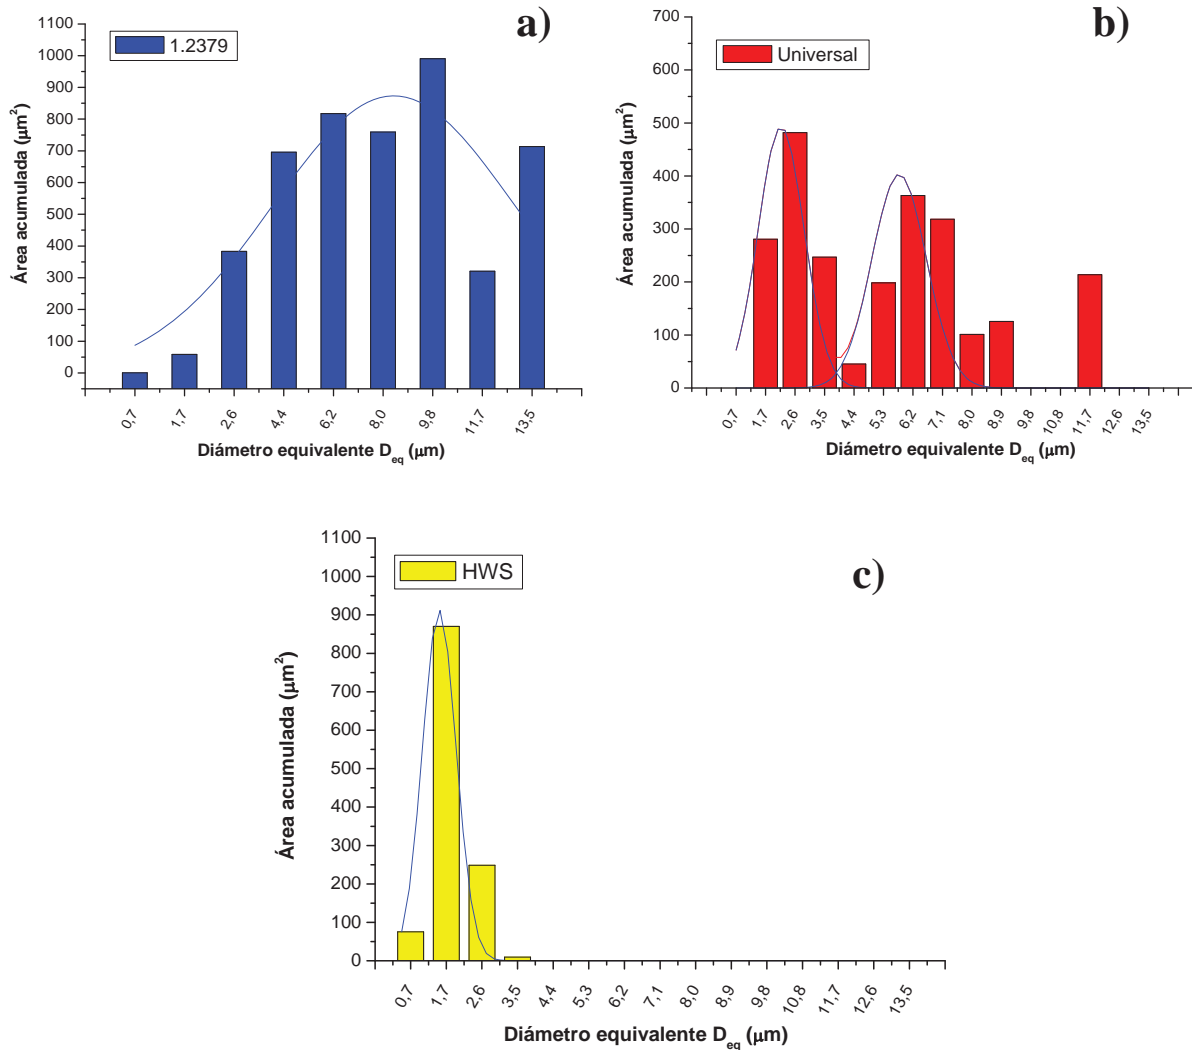 a)
1.2379
Área acumulada (μm²)
1100
1000
900
800
700
600
500
400
300
200
100
0
0,7 1,7 2,6 4,4 6,2 8,0 9,8 11,7 13,5
Diámetro equivalente Deq (μm)
b)
Universal
Área acumulada (μm²)
700
600
500
400
300
200
100
0
0,7 1,7 2,6 3,5 4,4 5,3 6,2 7,1 8,0 8,9 9,8 10,8 11,7 12,6 13,5
Diámetro equivalente Deq (μm)
c)
HWS
Área acumulada (μm²)
1100
1000
900
800
700
600
500
400
300
200
100
0
0,7 1,7 2,6 3,5 4,4 5,3 6,2 7,1 8,0 8,9 9,8 10,8 11,7 12,6 13,5
Diámetro equivalente Deq (μm)